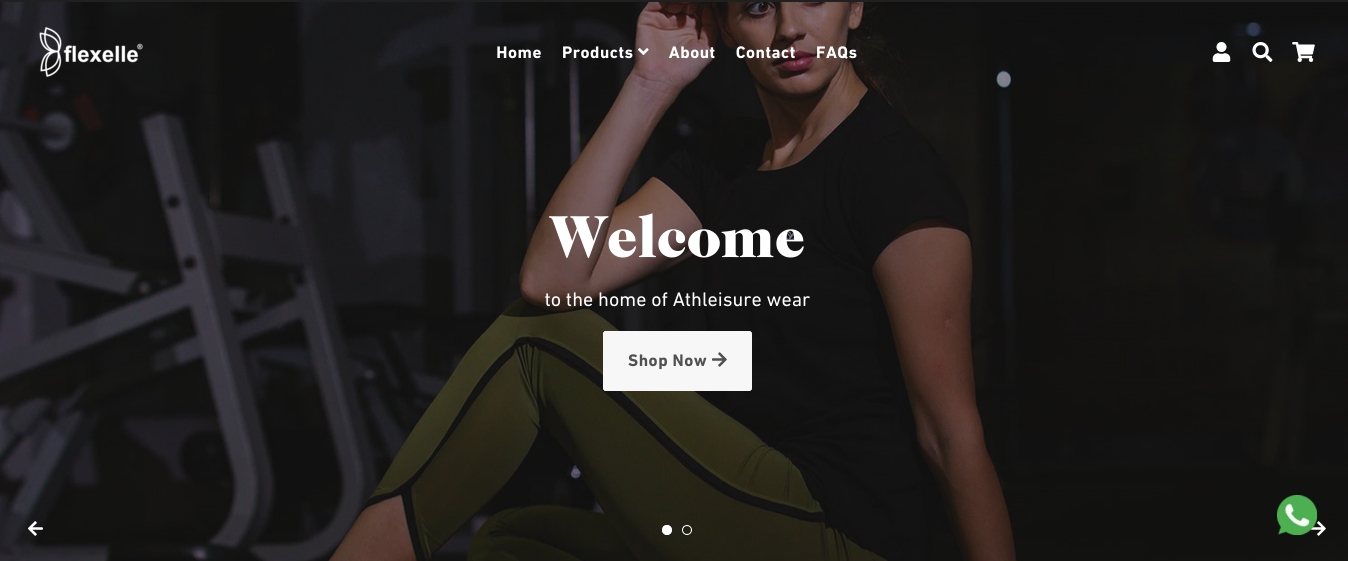 flexelle®
Home Products About Contact FAQs
Welcome
to the home of Athleisure wear
Shop Now